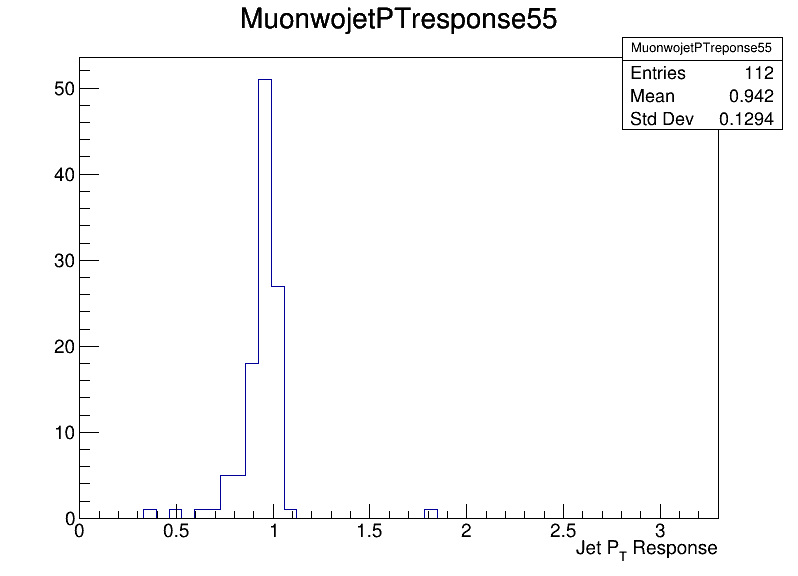 MuonwojetPTresponse55
MuonwojetPTreponse55
Entries 112
Mean 0.942
Std Dev 0.1294
50
40
30
20
10
0
0 0.5 1 1.5 2 2.5 3
Jet P_T Response